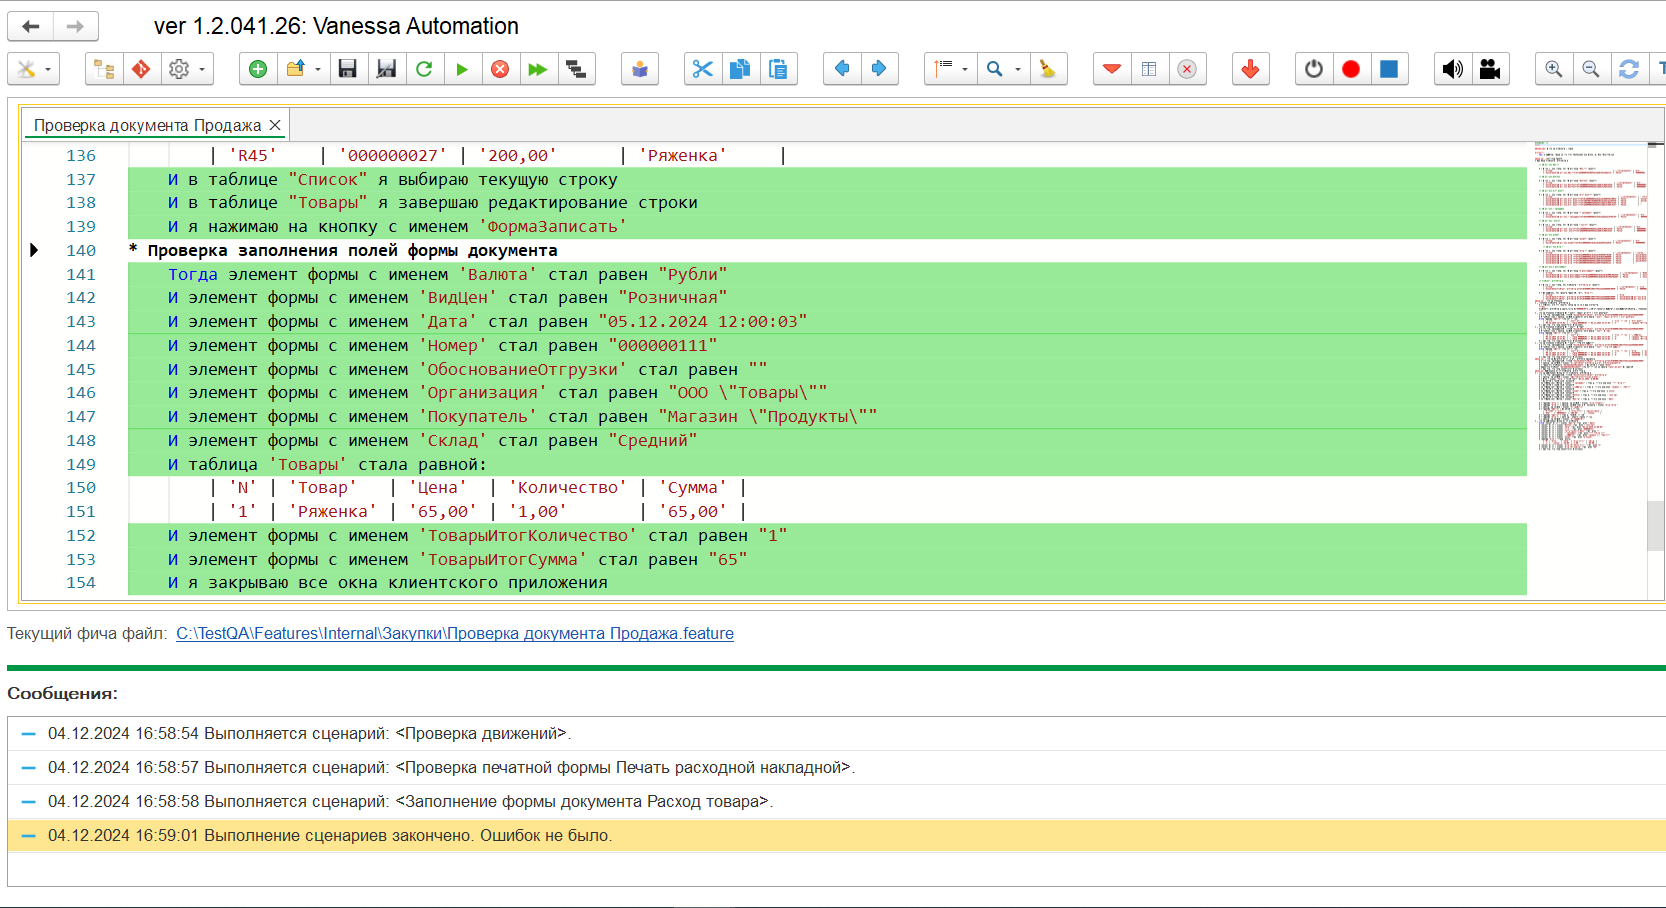 ver 1.2.041.26: Vanessa Automation
Проверка документа Продажа
136 | 'R45' | '000000027' | '200,00' | 'Ряженка' |
137 И в таблице "Список" я выбираю текущую строку
138 И в таблице "Товары" я завершаю редактирование строки
139 И я нажимаю на кнопку с именем 'ФормаЗаписать'
140 * Проверка заполнения полей формы документа
141 Тогда элемент формы с именем 'Валюта' стал равен "Рубли"
142 И элемент формы с именем 'ВидЦен' стал равен "Розничная"
143 И элемент формы с именем 'Дата' стал равен "05.12.2024 12:00:03"
144 И элемент формы с именем 'Номер' стал равен "000000111"
145 И элемент формы с именем 'ОбоснованиеОтгрузки' стал равен ""
146 И элемент формы с именем 'Организация' стал равен "ООО \"Товары\""
147 И элемент формы с именем 'Покупатель' стал равен "Магазин \"Продукты\""
148 И элемент формы с именем 'Склад' стал равен "Средний"
149 И таблица 'Товары' стала равной:
150 | 'N' | 'Товар' | 'Цена' | 'Количество' | 'Сумма' |
151 | '1' | 'Ряженка' | '65,00' | '1,00' | '65,00' |
152 И элемент формы с именем 'ТоварыИтогКоличество' стал равен "1"
153 И элемент формы с именем 'ТоварыИтогСумма' стал равен "65"
154 И я закрываю все окна клиентского приложения
Текущий фича файл: C:\TestQA\Features\Internal\Закупки\Проверка документа Продажа.feature
Сообщения:
04.12.2024 16:58:54 Выполняется сценарий: <Проверка движений>.
04.12.2024 16:58:57 Выполняется сценарий: <Проверка печатной формы Печать расходной накладной>.
04.12.2024 16:58:58 Выполняется сценарий: <Заполнение формы документа Расход товара>.
04.12.2024 16:59:01 Выполнение сценариев закончено. Ошибок не было.